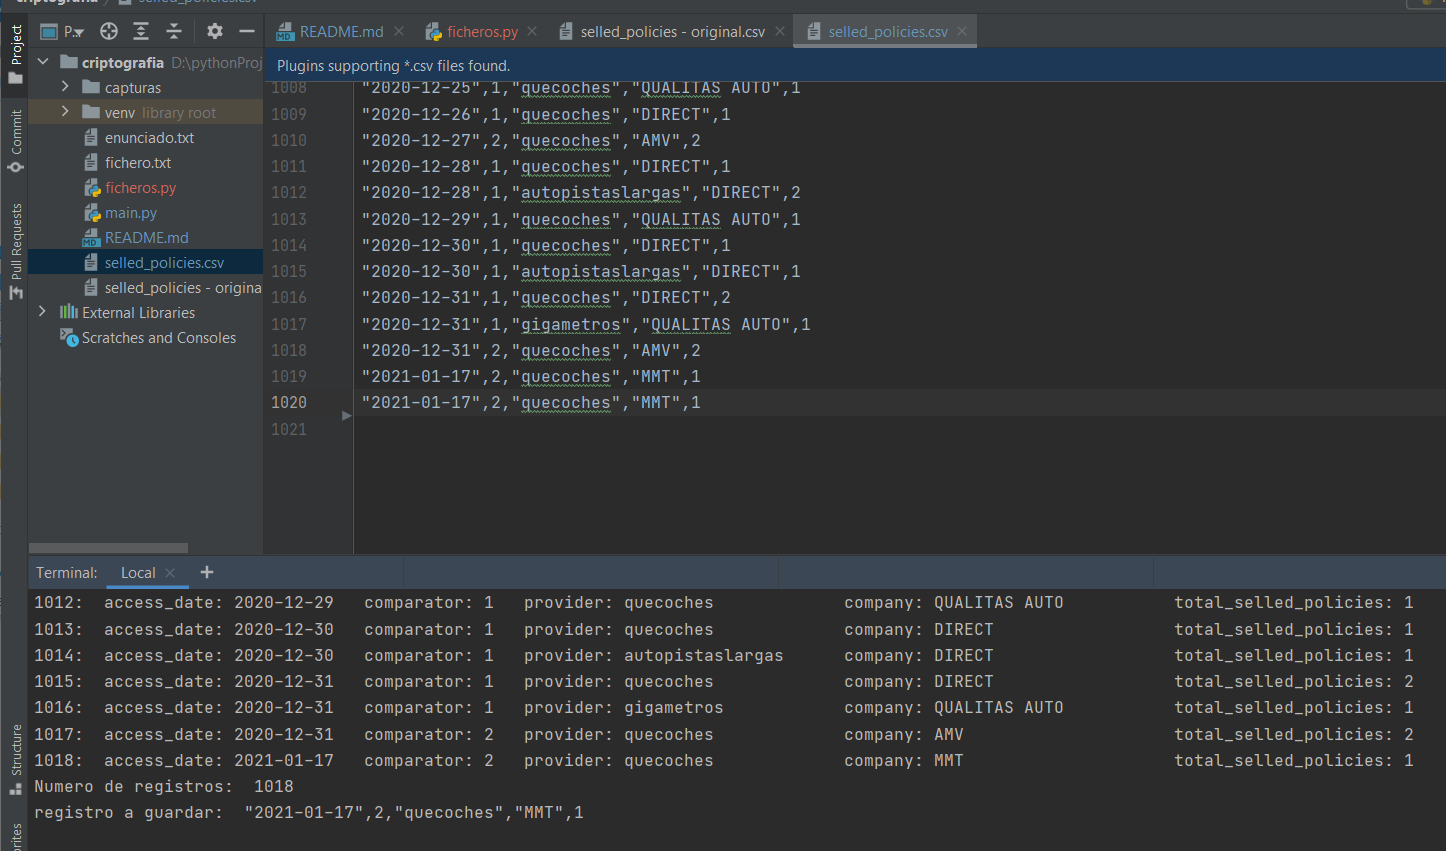 criptografia selled_policies.csv
P...
README.md ficheros.py selled_policies - original.csv selled_policies.csv
Project
Commit
Pull Requests
Structure
criptografia D:\pythonProj
capturas
venv library root
enunciado.txt
fichero.txt
ficheros.py
main.py
README.md
selled_policies.csv
selled_policies - origina
External Libraries
Scratches and Consoles
Plugins supporting *.csv files found.
1008 "2020-12-25",1,"quecoches","QUALITAS AUTO",1
1009 "2020-12-26",1,"quecoches","DIRECT",1
1010 "2020-12-27",2,"quecoches","AMV",2
1011 "2020-12-28",1,"quecoches","DIRECT",1
1012 "2020-12-28",1,"autopistaslargas","DIRECT",2
1013 "2020-12-29",1,"quecoches","QUALITAS AUTO",1
1014 "2020-12-30",1,"quecoches","DIRECT",1
1015 "2020-12-30",1,"autopistaslargas","DIRECT",1
1016 "2020-12-31",1,"quecoches","DIRECT",2
1017 "2020-12-31",1,"gigametros","QUALITAS AUTO",1
1018 "2020-12-31",2,"quecoches","AMV",2
1019 "2021-01-17",2,"quecoches","MMT",1
1020 "2021-01-17",2,"quecoches","MMT",1
1021
Terminal: Local
1012: access_date: 2020-12-29 comparator: 1 provider: quecoches company: QUALITAS AUTO total_selled_policies: 1
1013: access_date: 2020-12-30 comparator: 1 provider: quecoches company: DIRECT total_selled_policies: 1
1014: access_date: 2020-12-30 comparator: 1 provider: autopistaslargas company: DIRECT total_selled_policies: 1
1015: access_date: 2020-12-31 comparator: 1 provider: quecoches company: DIRECT total_selled_policies: 2
1016: access_date: 2020-12-31 comparator: 1 provider: gigametros company: QUALITAS AUTO total_selled_policies: 1
1017: access_date: 2020-12-31 comparator: 2 provider: quecoches company: AMV total_selled_policies: 2
1018: access_date: 2021-01-17 comparator: 2 provider: quecoches company: MMT total_selled_policies: 1
Numero de registros: 1018
registro a guardar: "2021-01-17",2,"quecoches","MMT",1